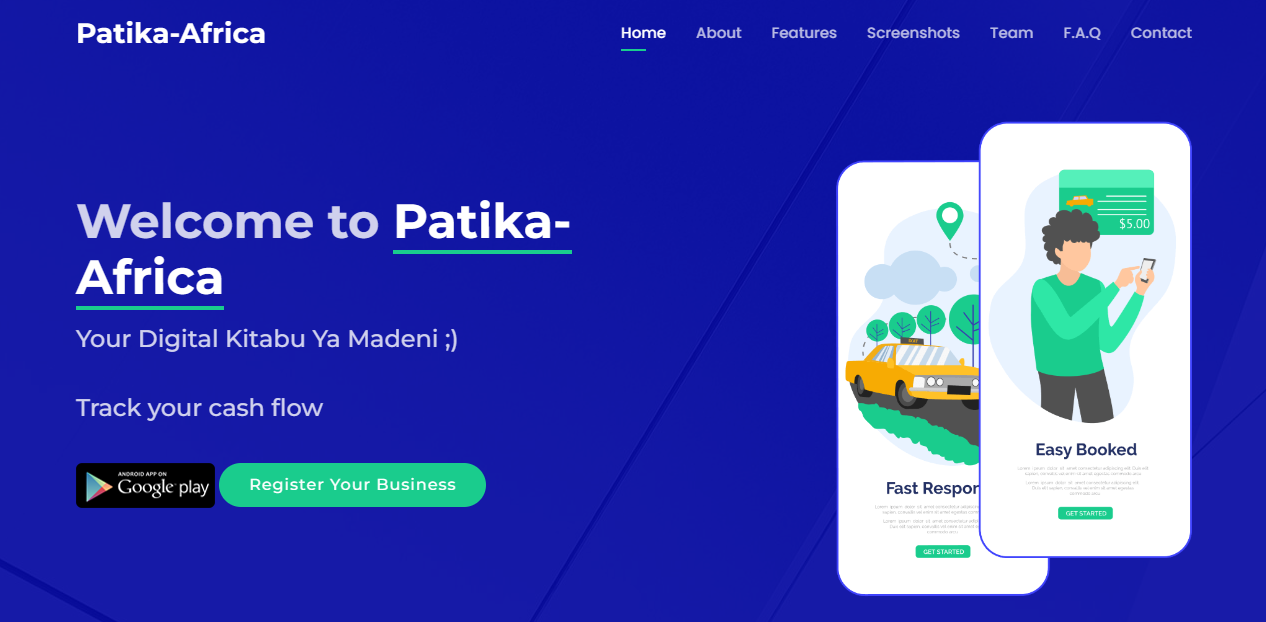 Patika-Africa
Home About Features Screenshots Team F.A.Q Contact
Welcome to Patika-
Africa
Your Digital Kitabu Ya Madeni ;)
Track your cash flow
ANDROID APP ON
Google play
Register Your Business
TAXI
Fast Respon
GET STARTED
$5.00
Easy Booked
GET STARTED